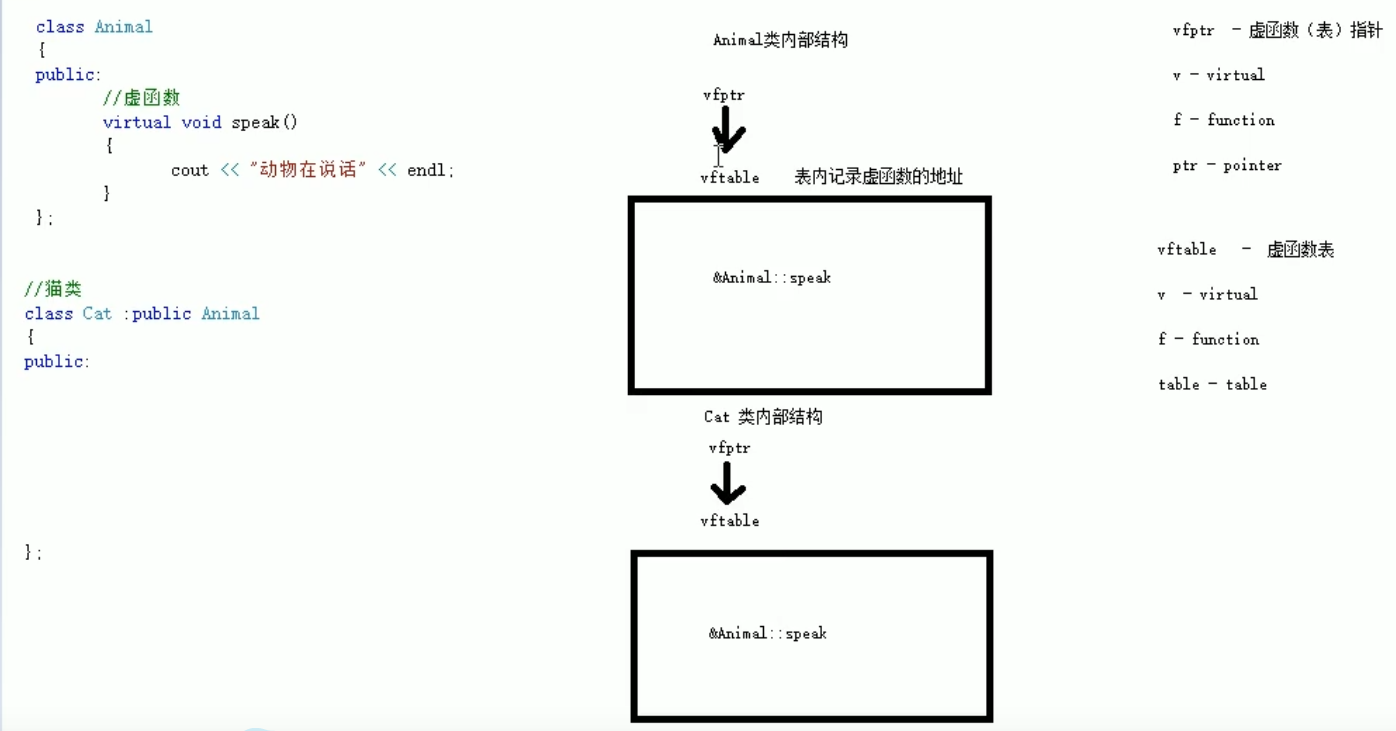 class Animal
{
public:
//虚函数
virtual void speak()
{
cout << "动物在说话" << endl;
}
};
//猫类
class Cat :public Animal
{
public:
};
Animal类内部结构
vfptr
vftable 表内记录虚函数的地址
&Animal::speak
Cat 类内部结构
vfptr
vftable
&Animal::speak
vfptr - 虚函数（表）指针
v - virtual
f - function
ptr - pointer
vftable - 虚函数表
v - virtual
f - function
table - table